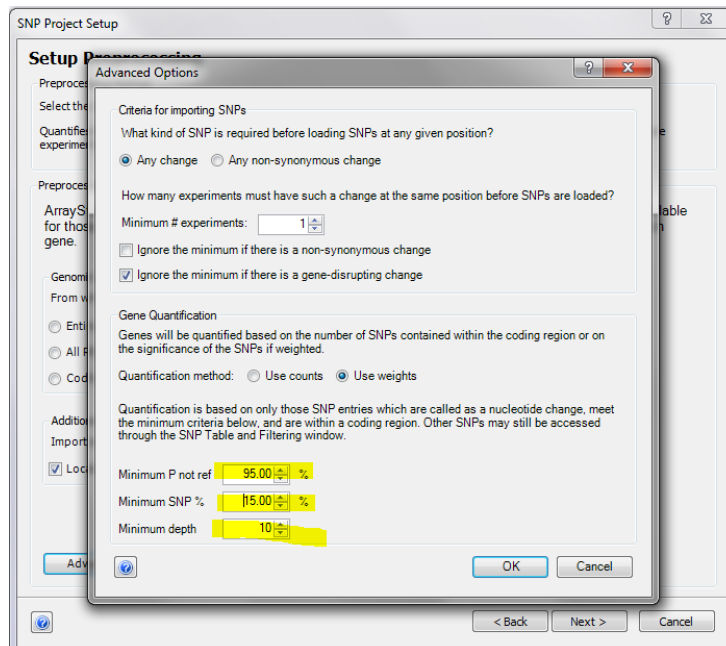 SNP Project Setup
Setup Preprocessing
Advanced Options
Preproces
Select the
Quantifies
experimer
Criteria for importing SNPs
What kind of SNP is required before loading SNPs at any given position?
Any change
Any non-synonymous change
How many experiments must have such a change at the same position before SNPs are loaded?
Minimum # experiments: 1
Ignore the minimum if there is a non-synonymous change
Ignore the minimum if there is a gene-disrupting change
Preproces
ArrayS
lable
for thos
gene.
Genomi
From w
Enti
All R
Cod
Gene Quantification
Genes will be quantified based on the number of SNPs contained within the coding region or on
the significance of the SNPs if weighted.
Quantification method: Use counts Use weights
Quantification is based on only those SNP entries which are called as a nucleotide change, meet
the minimum criteria below, and are within a coding region. Other SNPs may still be accessed
through the SNP Table and Filtering window.
Addition
Import
Loca
Minimum P not ref 95.00 %
Minimum SNP % 15.00 %
Minimum depth 10
Adv
OK Cancel
< Back Next > Cancel